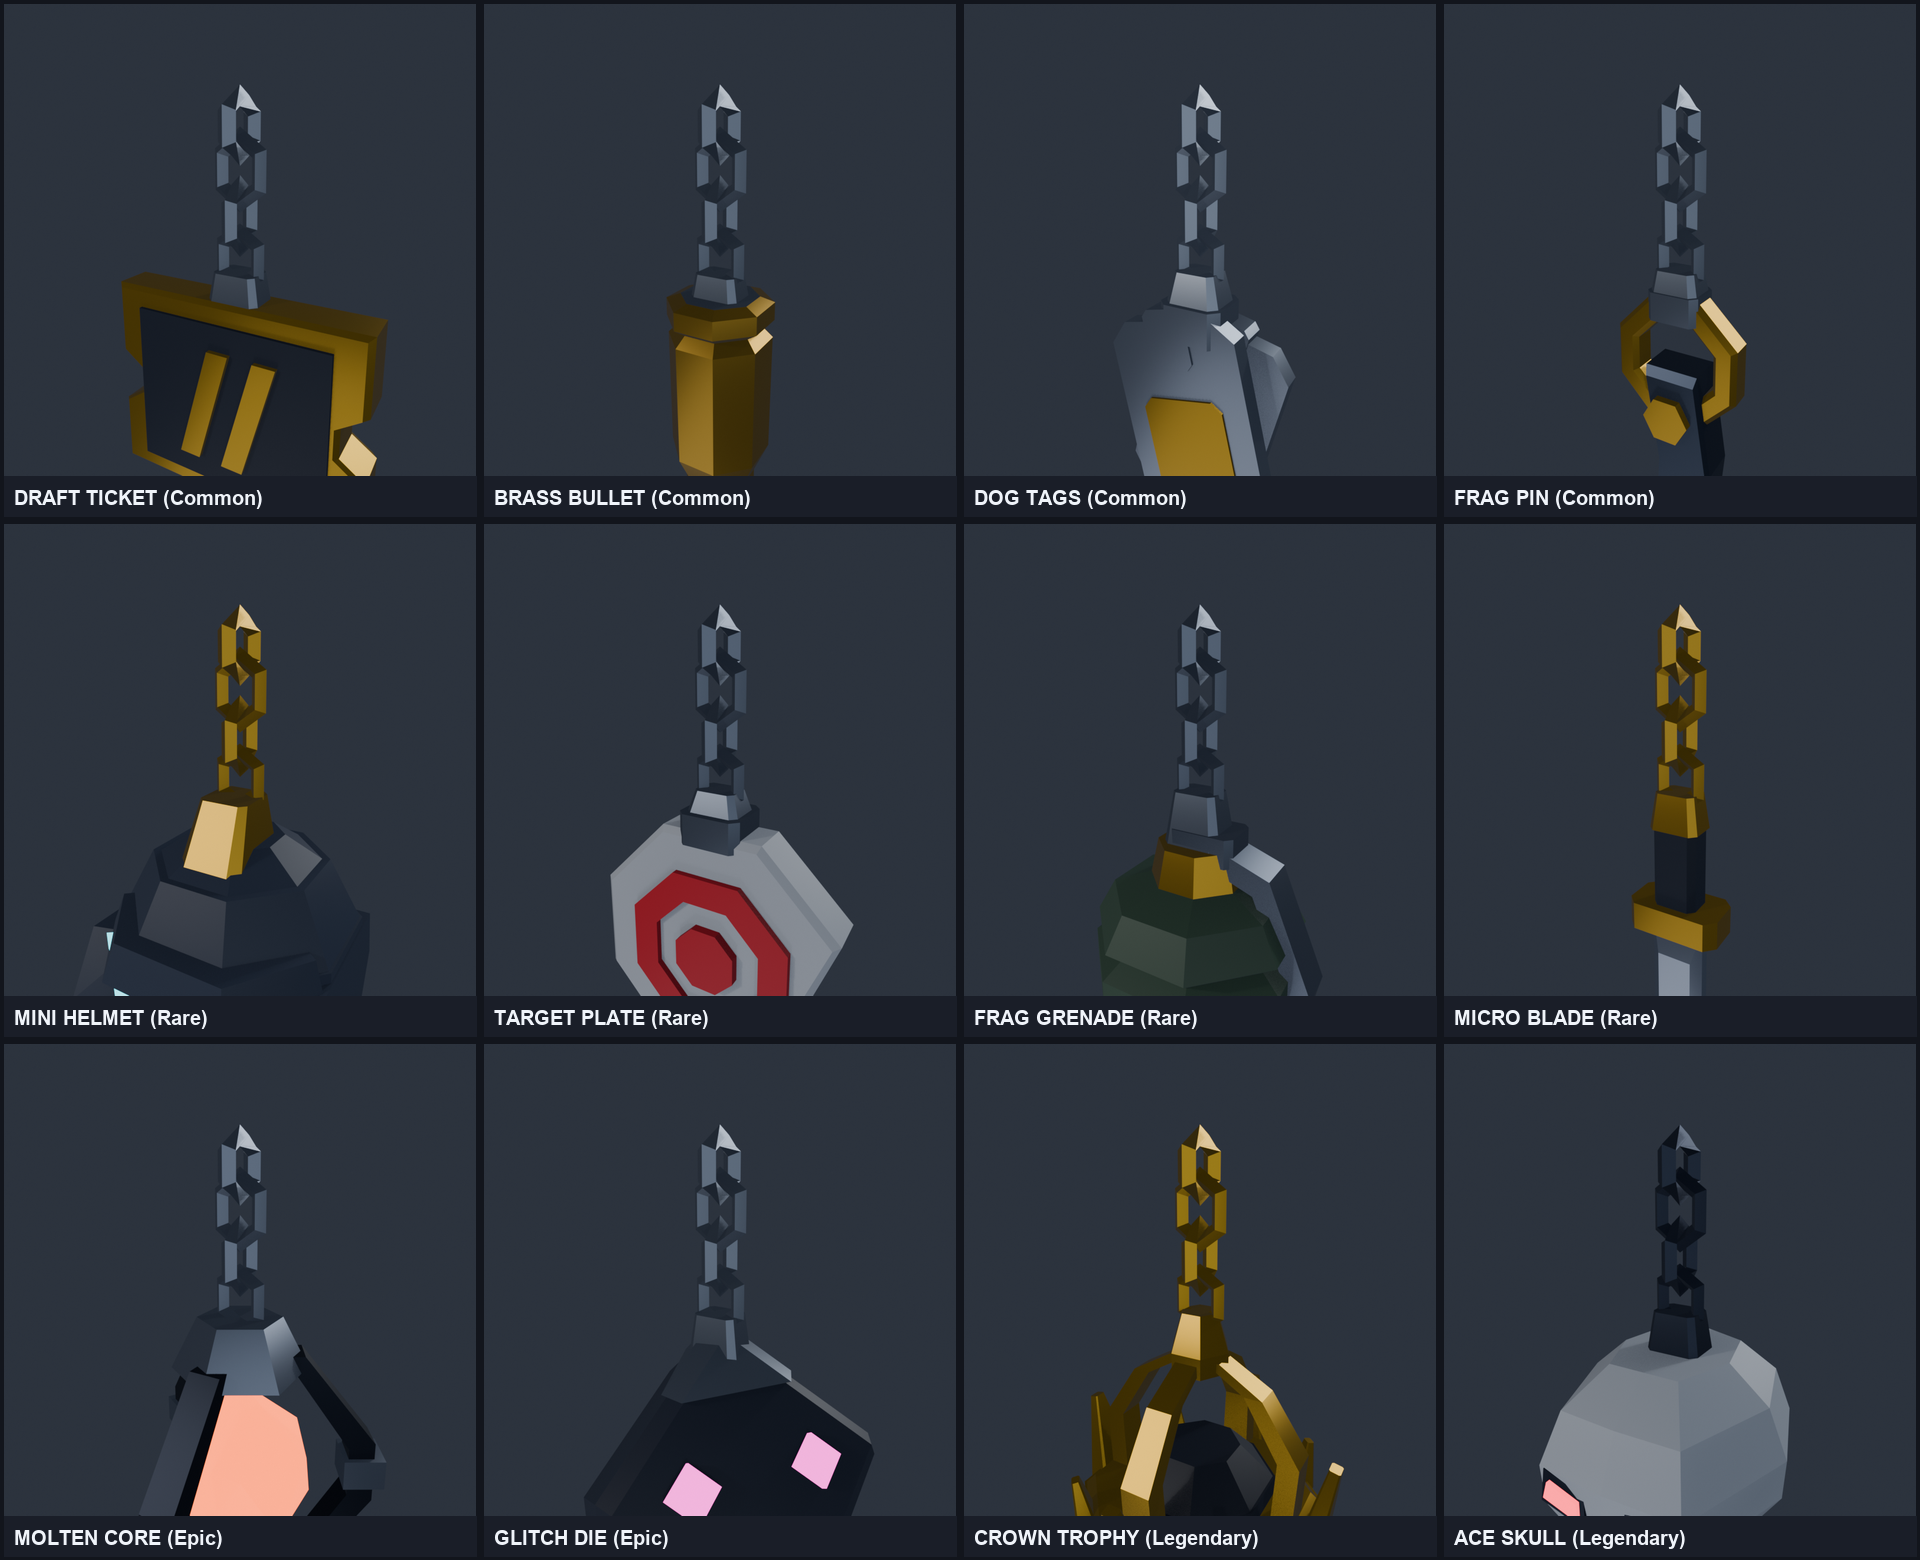 DRAFT TICKET (Common)
BRASS BULLET (Common)
DOG TAGS (Common)
FRAG PIN (Common)
MINI HELMET (Rare)
TARGET PLATE (Rare)
FRAG GRENADE (Rare)
MICRO BLADE (Rare)
MOLTEN CORE (Epic)
GLITCH DIE (Epic)
CROWN TROPHY (Legendary)
ACE SKULL (Legendary)